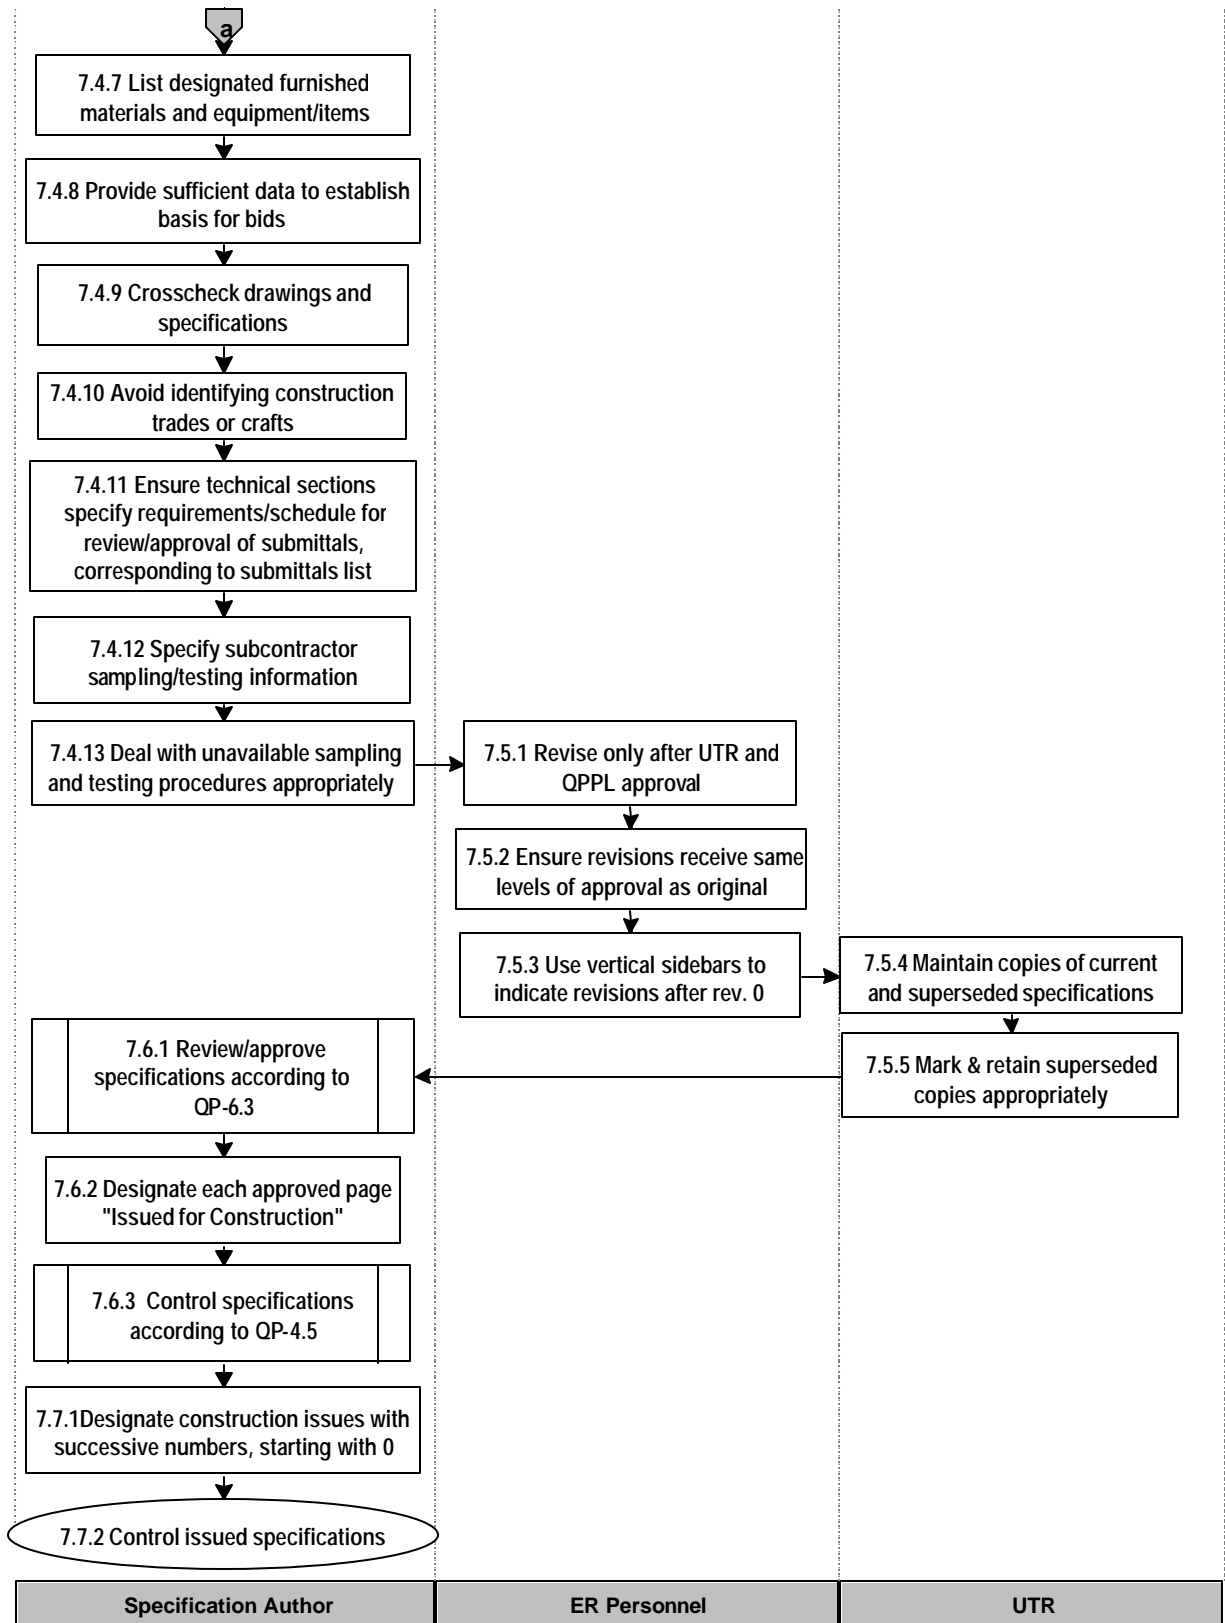 a
7.4.7 List designated furnished
materials and equipment/items
7.4.8 Provide sufficient data to establish
basis for bids
7.4.9 Crosscheck drawings and
specifications
7.4.10 Avoid identifying construction
trades or crafts
7.4.11 Ensure technical sections
specify requirements/schedule for
review/approval of submittals,
corresponding to submittals list
7.4.12 Specify subcontractor
sampling/testing information
7.4.13 Deal with unavailable sampling
and testing procedures appropriately
7.5.1 Revise only after UTR and
QPPL approval
7.5.2 Ensure revisions receive same
levels of approval as original
7.5.3 Use vertical sidebars to
indicate revisions after rev. 0
7.5.4 Maintain copies of current
and superseded specifications
7.5.5 Mark & retain superseded
copies appropriately
7.6.1 Review/approve
specifications according to
QP-6.3
7.6.2 Designate each approved page
"Issued for Construction"
7.6.3 Control specifications
according to QP-4.5
7.7.1Designate construction issues with
successive numbers, starting with 0
7.7.2 Control issued specifications
Specification Author
ER Personnel
UTR